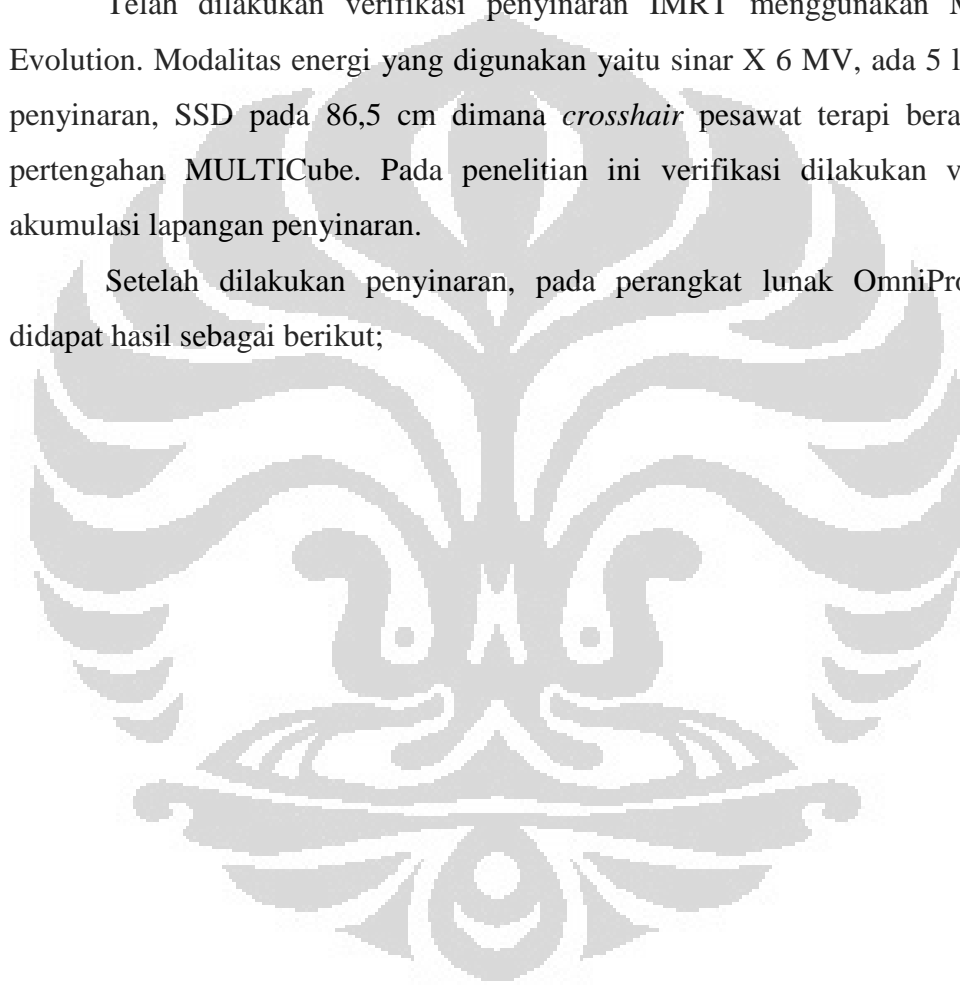 Telah dilakukan verifikasi penyinaran IMRT menggunakan
Evolution. Modalitas energi yang digunakan yaitu sinar X 6 MV, ada 5
penyinaran, SSD pada 86,5 cm dimana crosshair pesawat terapi
pertengahan MULTICube. Pada penelitian ini verifikasi dilakukan
akumulasi lapangan penyinaran.
Setelah dilakukan penyinaran, pada perangkat lunak
didapat hasil sebagai berikut;